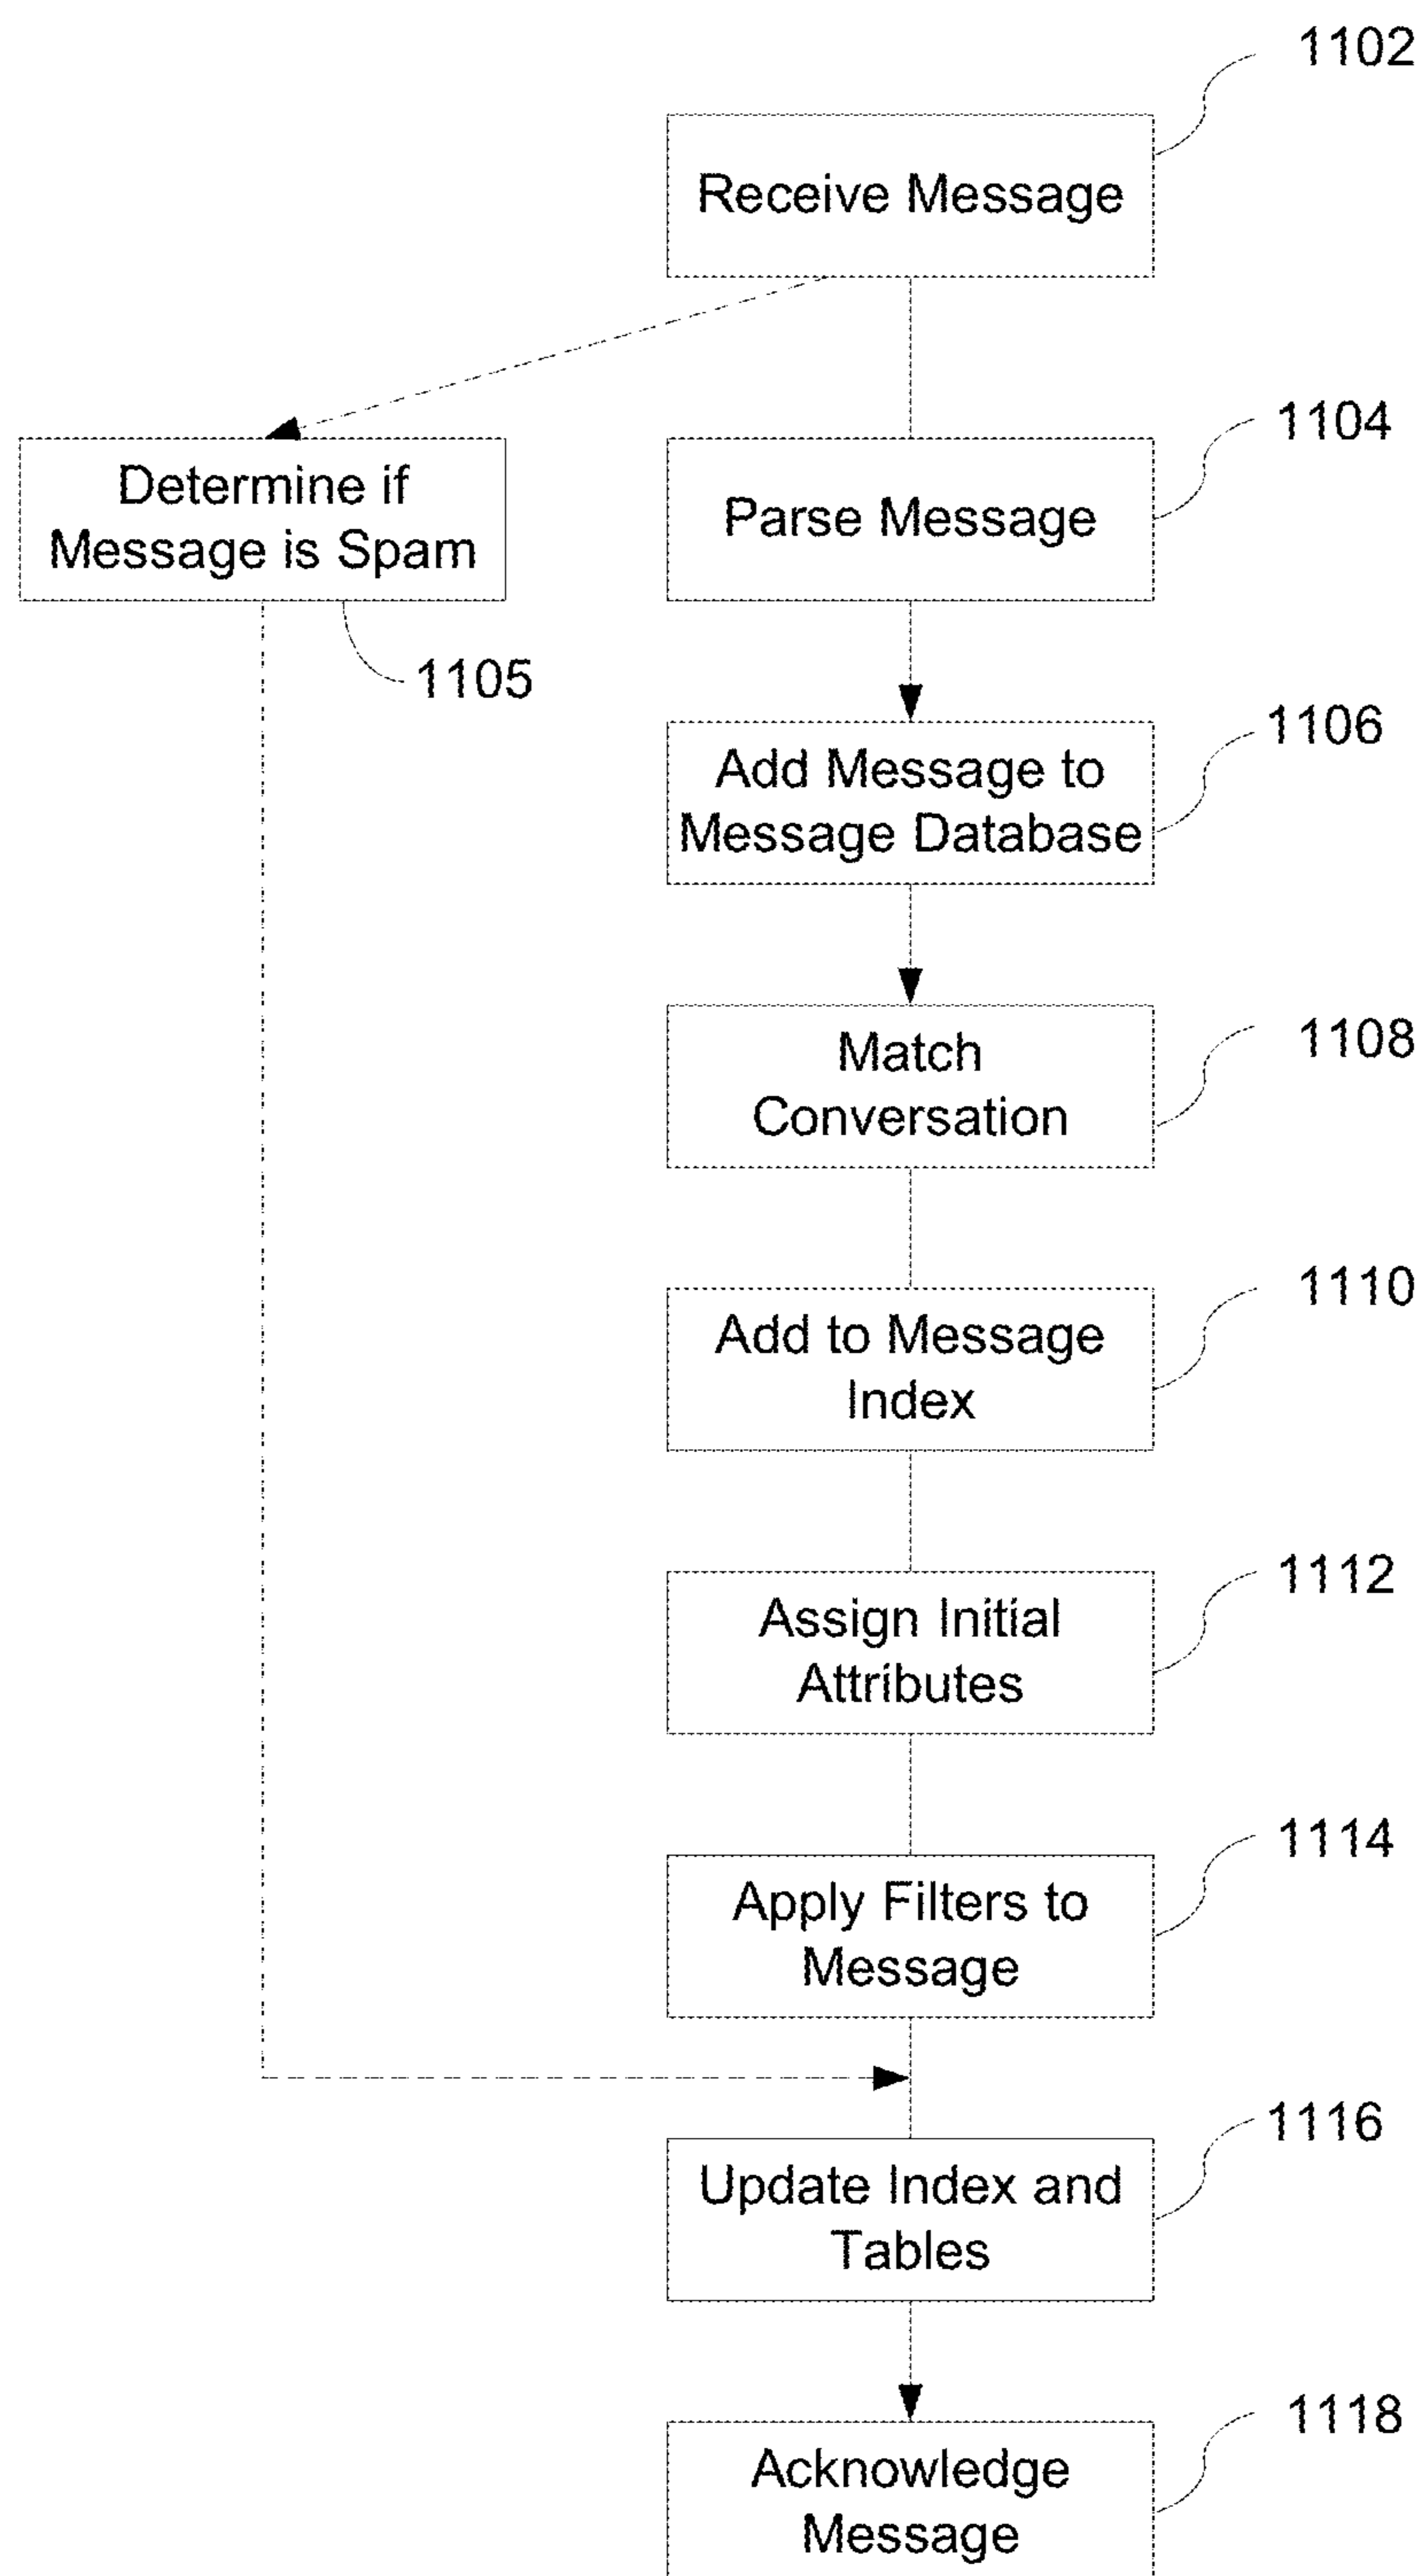 1102
Receive Message
1104
Determine if
Message is Spam
Parse Message
1105
1106
Add Message to
Message Database
1108
Match
Conversation
1110
Add to Message
Index
1112
Assign Initial
Attributes
1114
Apply Filters to
Message
1116
Update Index and
Tables
1118
Acknowledge
Message